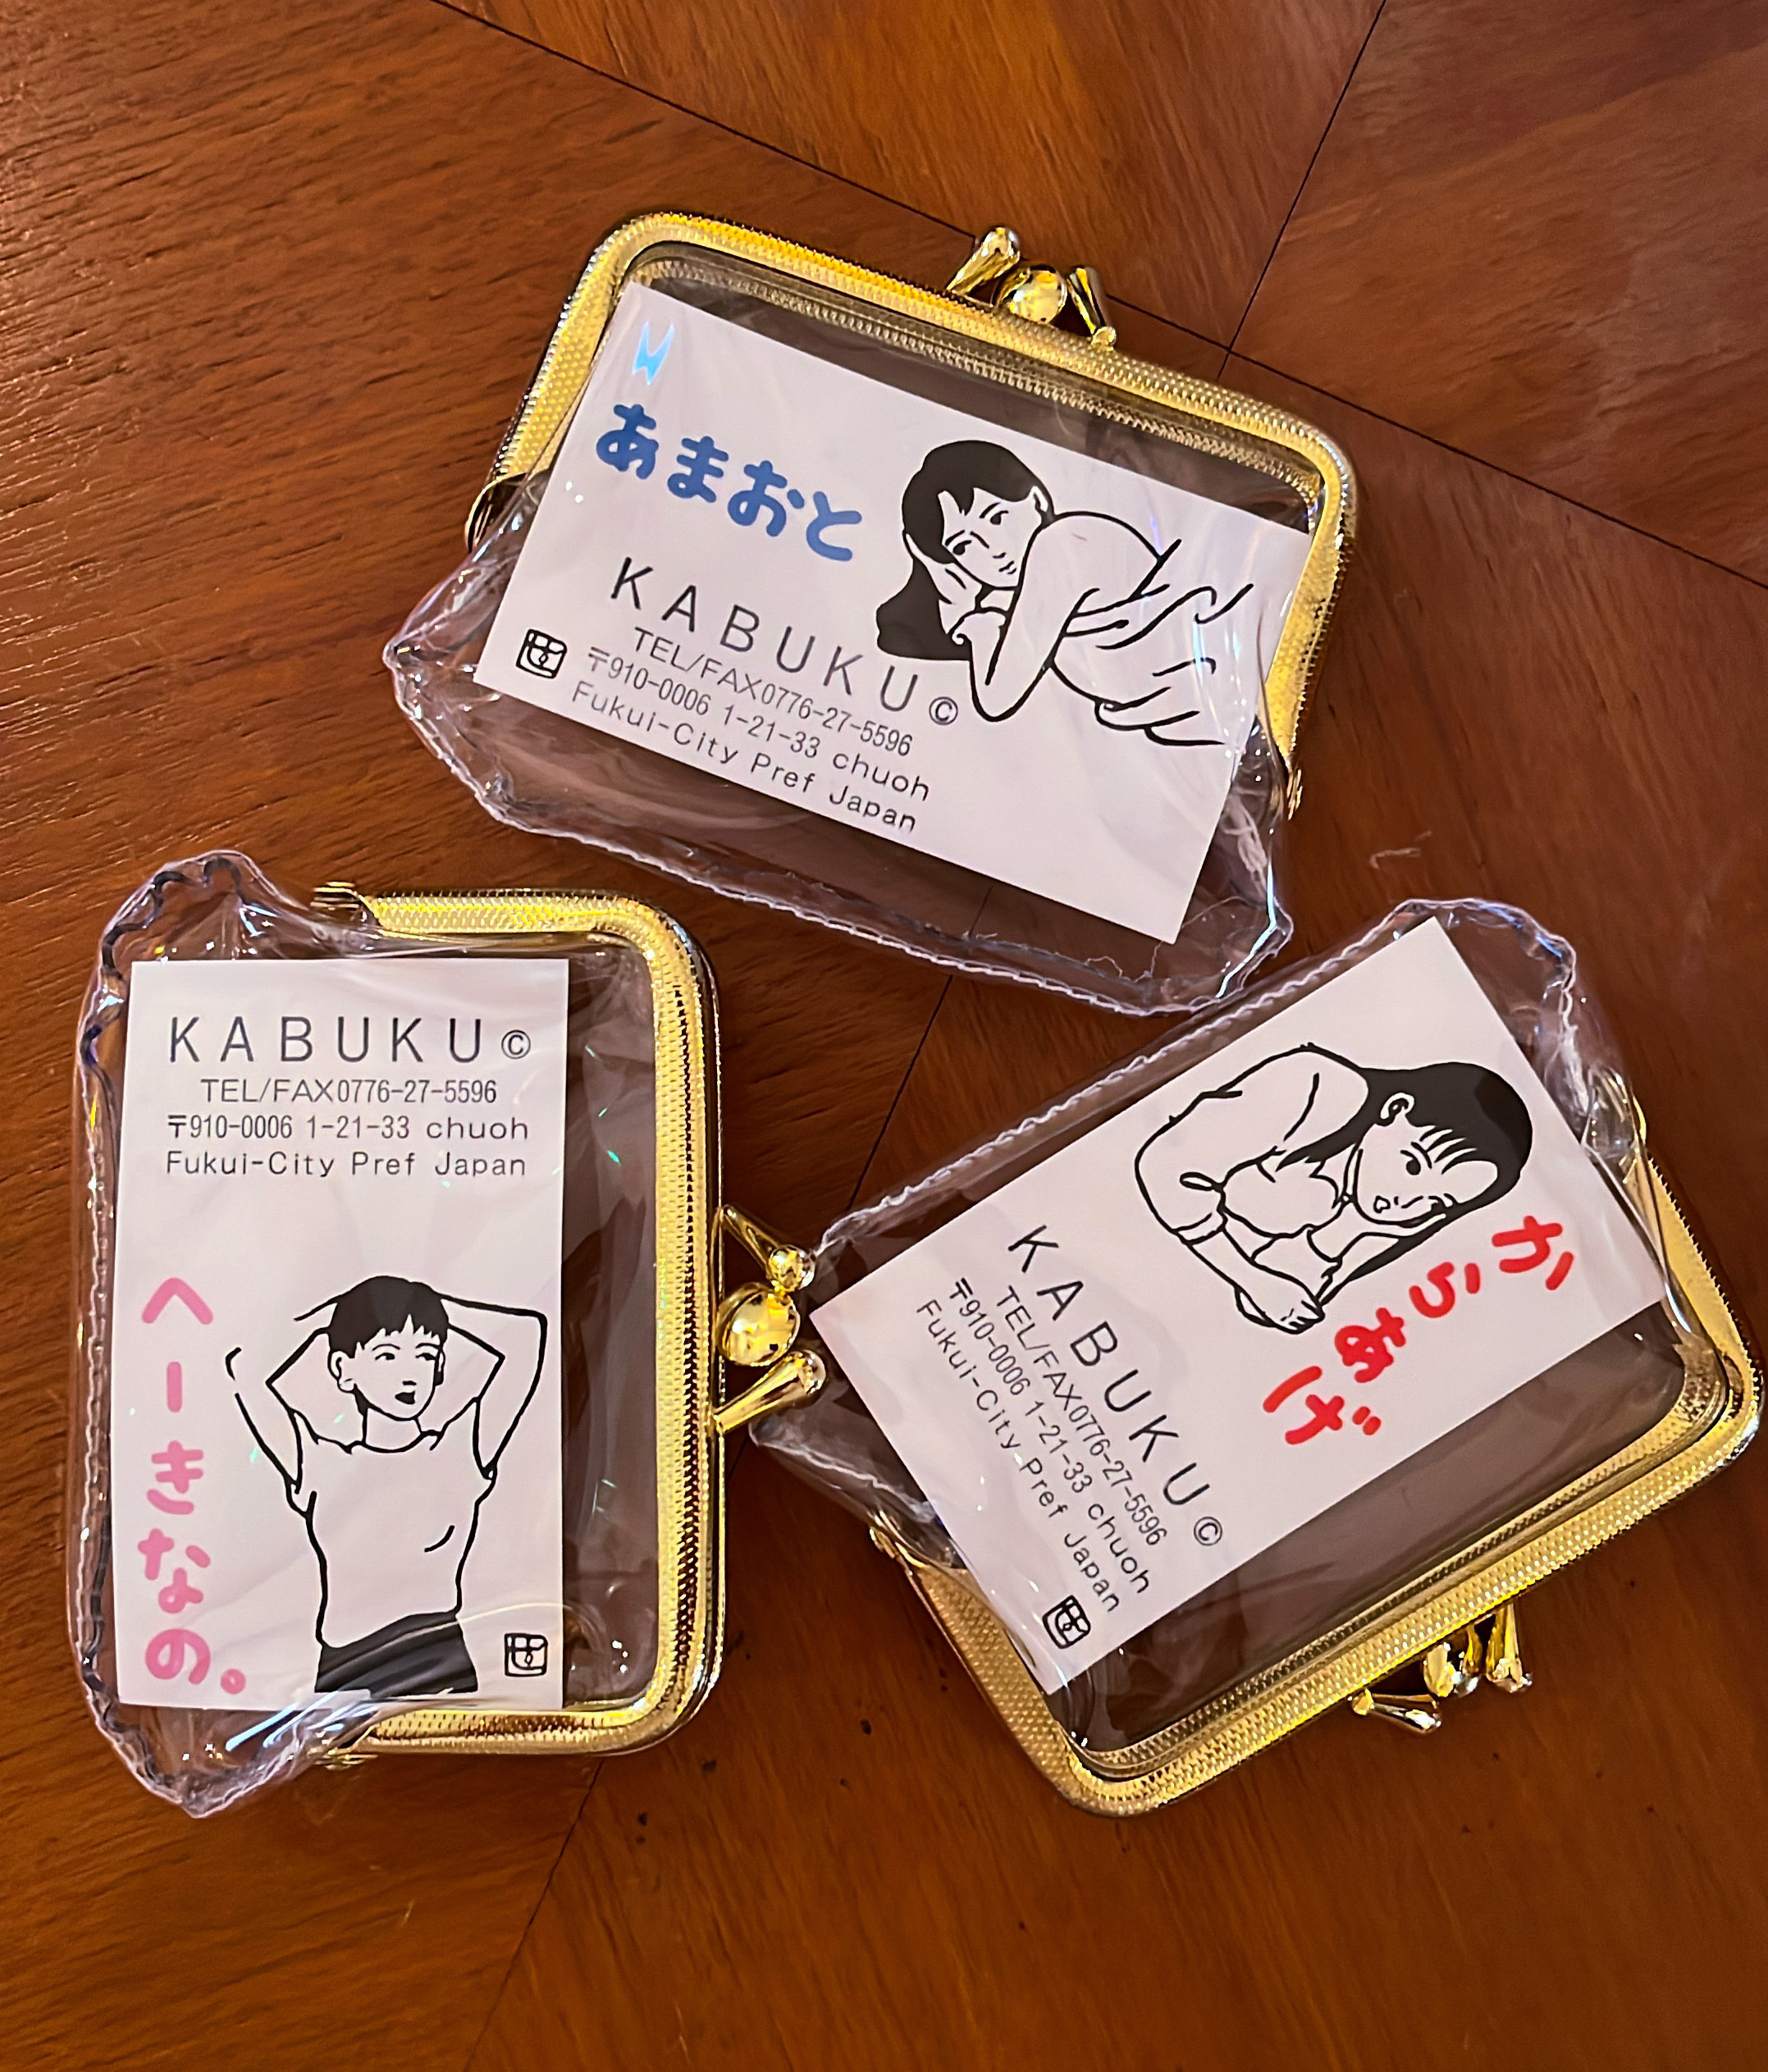 あまおと
KABUKU©
TEL/FAX0776-27-5596
〒910-0006 1-21-33 chuoh
Fukui-City Pref Japan
KABUKU©
TEL/FAX0776-27-5596
〒910-0006 1-21-33 chuoh
Fukui-City Pref Japan
へーきなの。
からあげ
KABUKU©
TEL/FAX0776-27-5596
〒910-0006 1-21-33 chuoh
Fukui-City Pref Japan